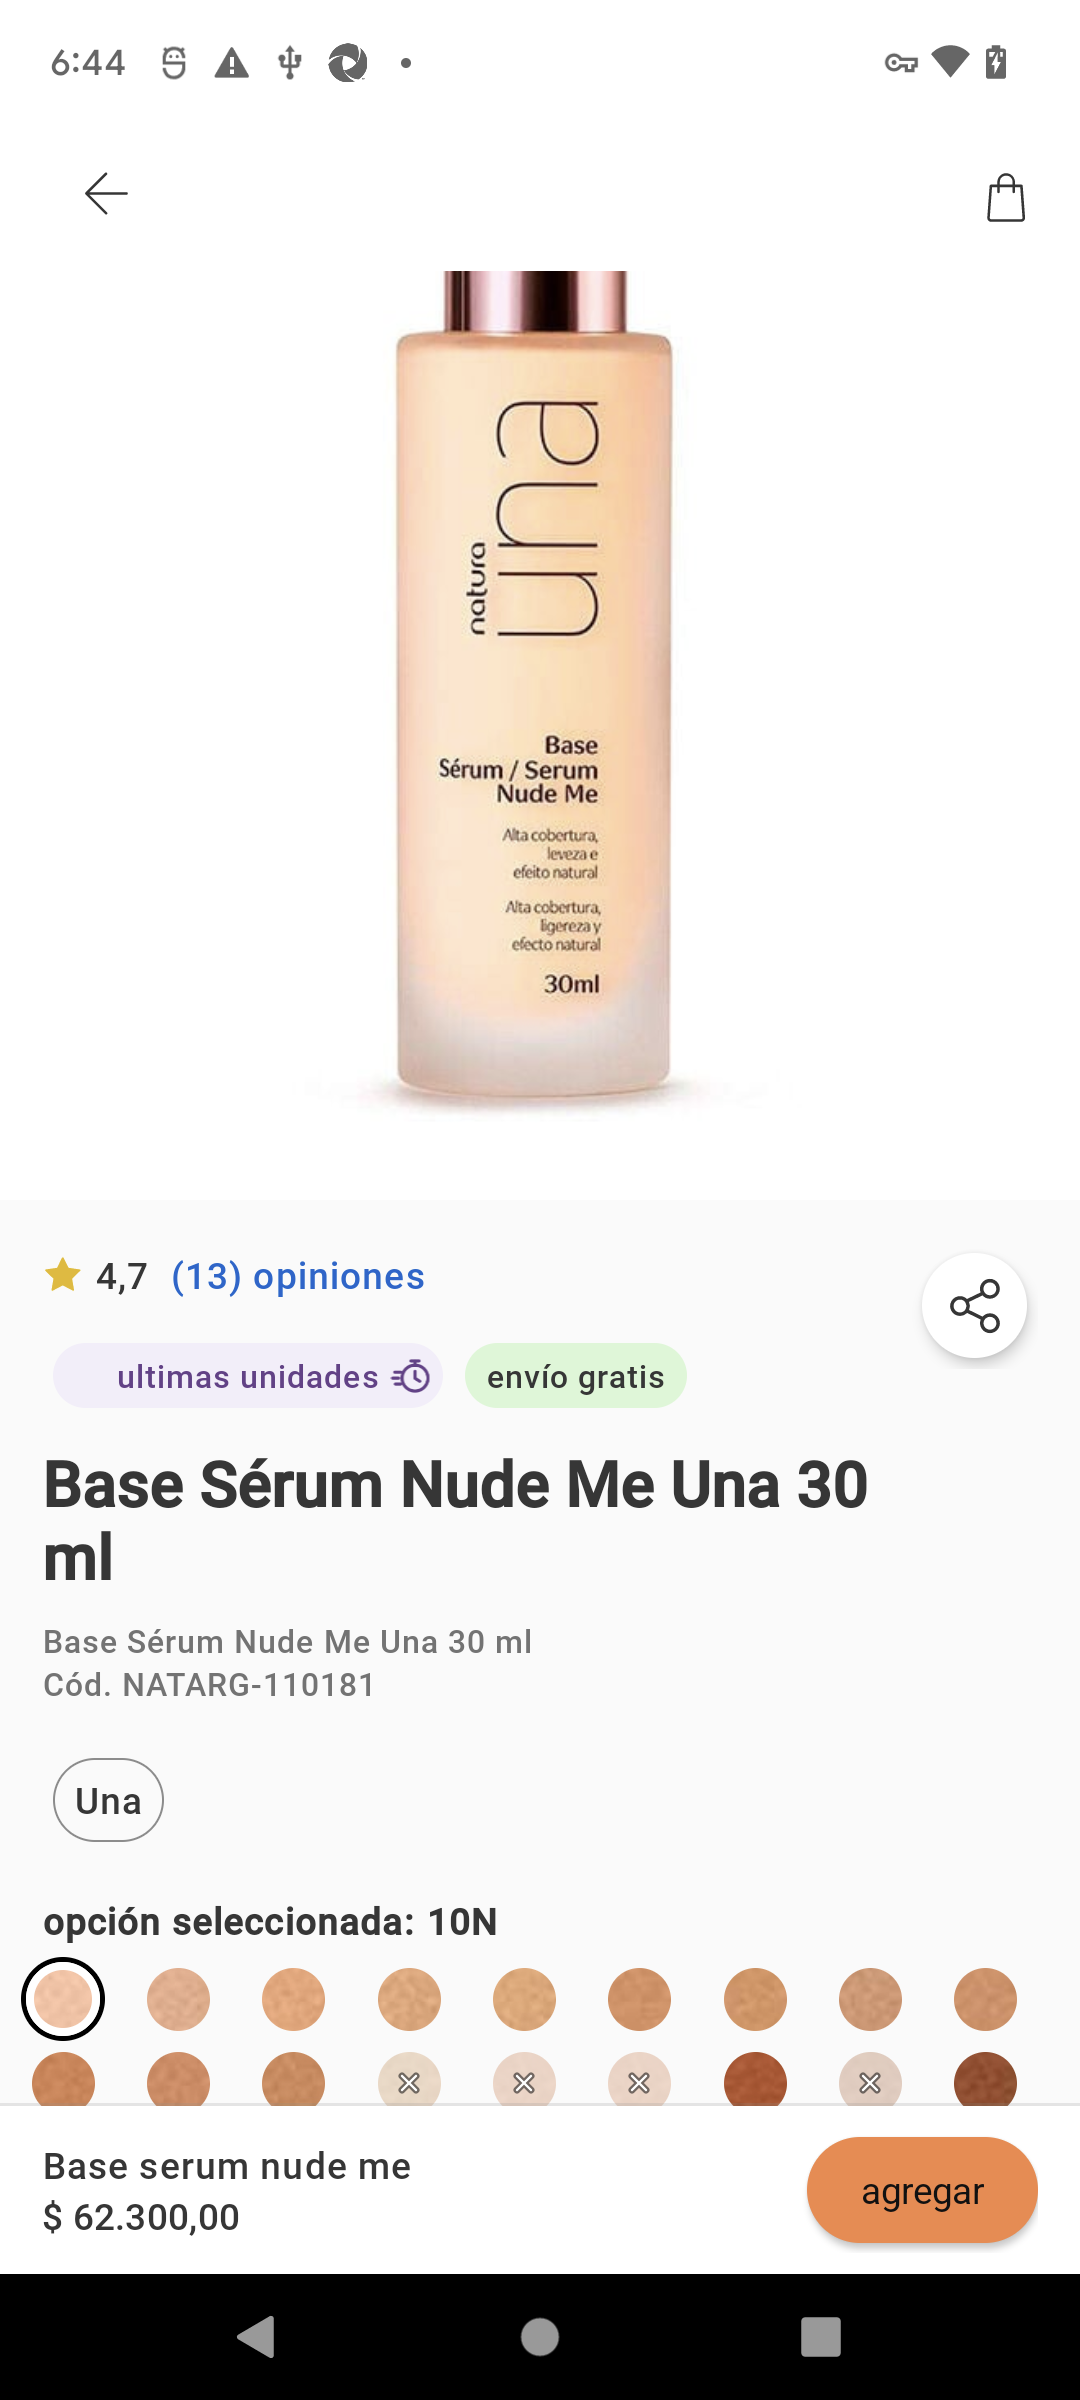 6:44
una
natura
Base
Sérum / Serum
Nude Me
Alta cobertura,
leveza e
efeito natural
Alta cobertura,
ligereza y
efecto natural
30ml
4,7 (13) opiniones
ultimas unidades
envío gratis
Base Sérum Nude Me Una 30
ml
Base Sérum Nude Me Una 30 ml
Cód. NATARG-110181
Una
opción seleccionada: 10N
Base serum nude me
$ 62.300,00
agregar